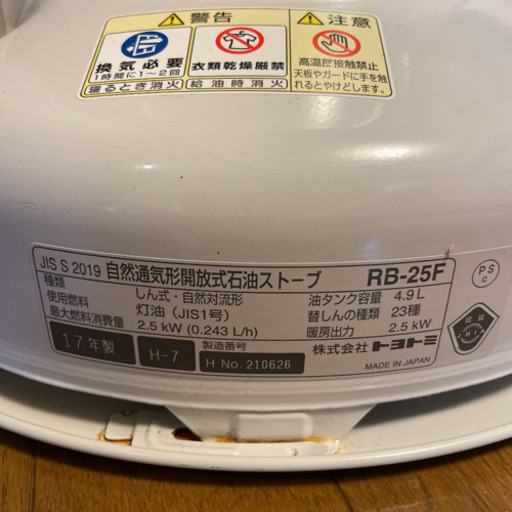 警告
注意
換気必要
1時間に1~2回
衣類乾燥厳禁
高温部接触禁止
天板やガードに手を触
れるとやけどします。
寝るとき消火
給油時消火
JIS S 2019 自然通気形開放式石油ストーブ RB-25F
種類 しん式・自然対流形
使用燃料 灯油(JIS1号)
最大燃料消費量 2.5 kW (0.243 L/h)
油タンク容量 4.9 L
替しんの種類 23種
暖房出力 2.5 kW
17年製
H-7
製造番号
H No. 210626
株式会社トヨトミ
MADE IN JAPAN
PS
C